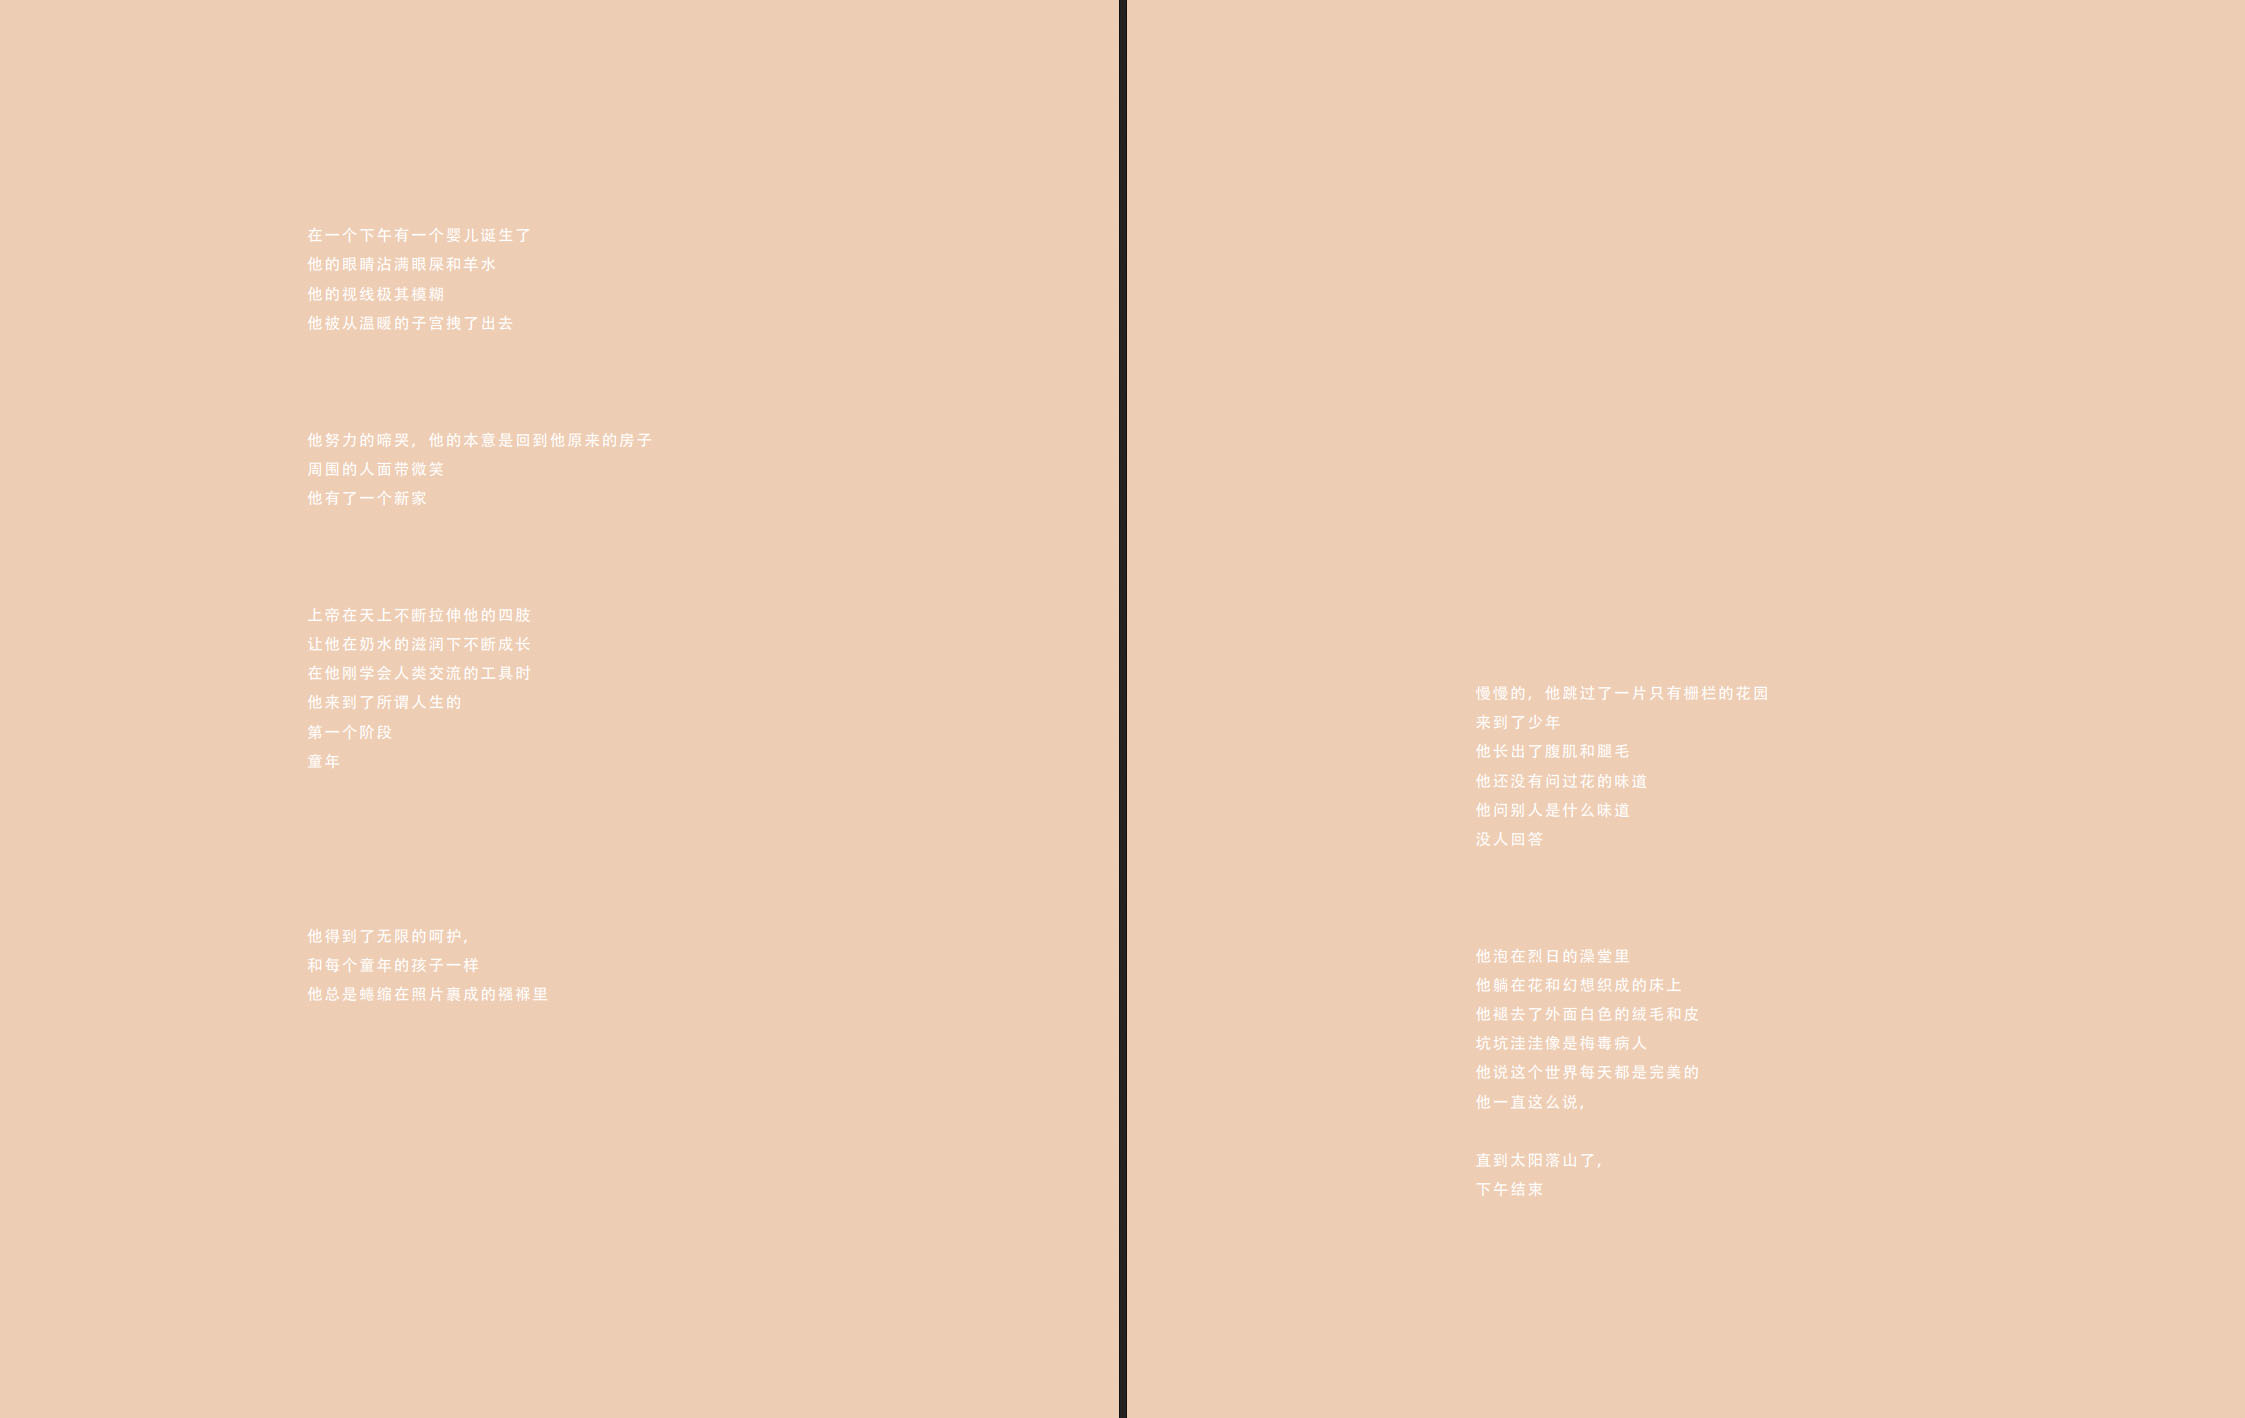 在一个下午有一个婴儿诞生了
他的眼睛沾满眼屎和羊水
他的视线极其模糊
他被从温暖的子宫拽了出去
他努力的啼哭，他的本意是回到他原来的房子
周围的人面带微笑
他有了一个新家
上帝在天上不断拉伸他的四肢
让他在奶水的滋润下不断成长
在他刚学会人类交流的工具时
他来到了所谓人生的
第一个阶段
童年
他得到了无限的呵护，
和每个童年的孩子一样
他总是蜷缩在照片裹成的襁褓里
慢慢的，他跳过了一片只有栅栏的花园
来到了少年
他长出了腹肌和腿毛
他还没有问过花的味道
他问别人是什么味道
没人回答
他泡在烈日的澡堂里
他躺在花和幻想织成的床上
他褪去了外面白色的绒毛和皮
坑坑洼洼像是梅毒病人
他说这个世界每天都是完美的
他一直这么说，
直到太阳落山了，
下午结束